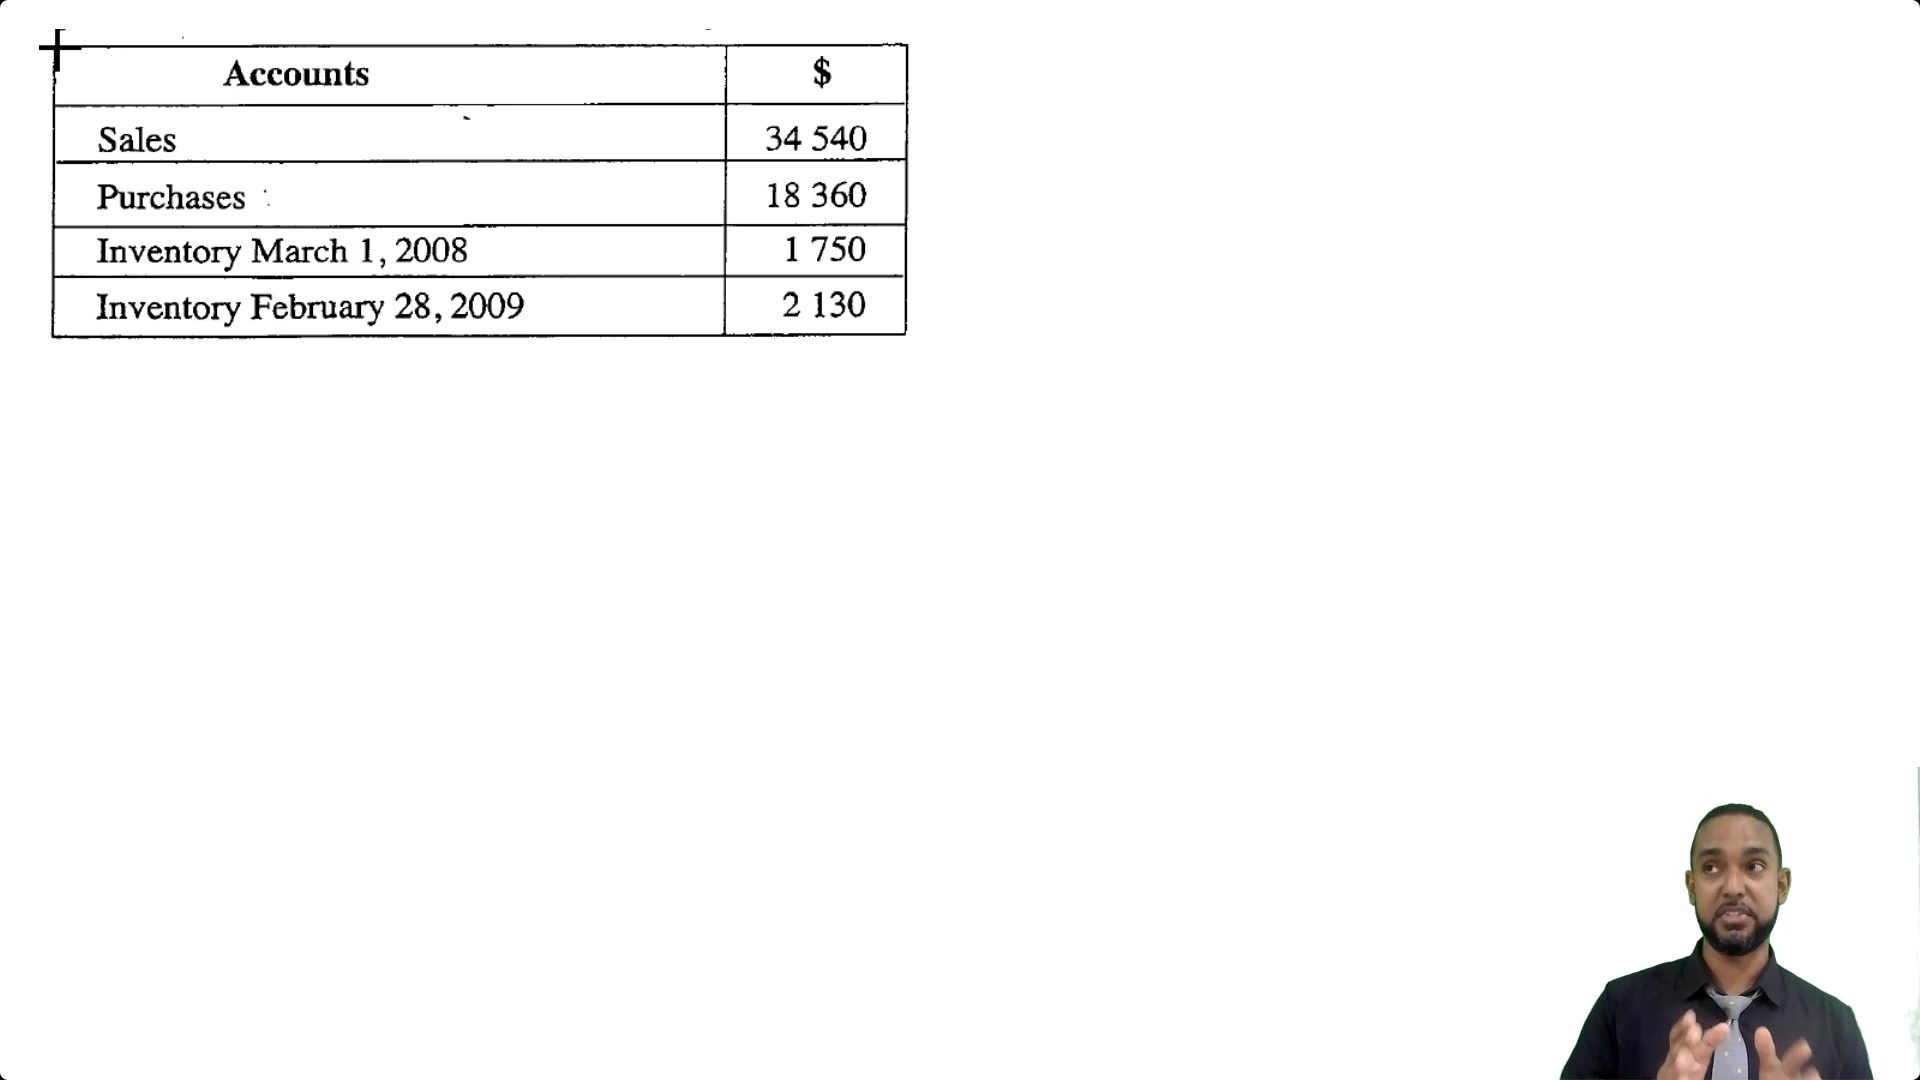 Accounts $
Sales 34 540
Purchases 18 360
Inventory March 1, 2008 1 750
Inventory February 28, 2009 2 130